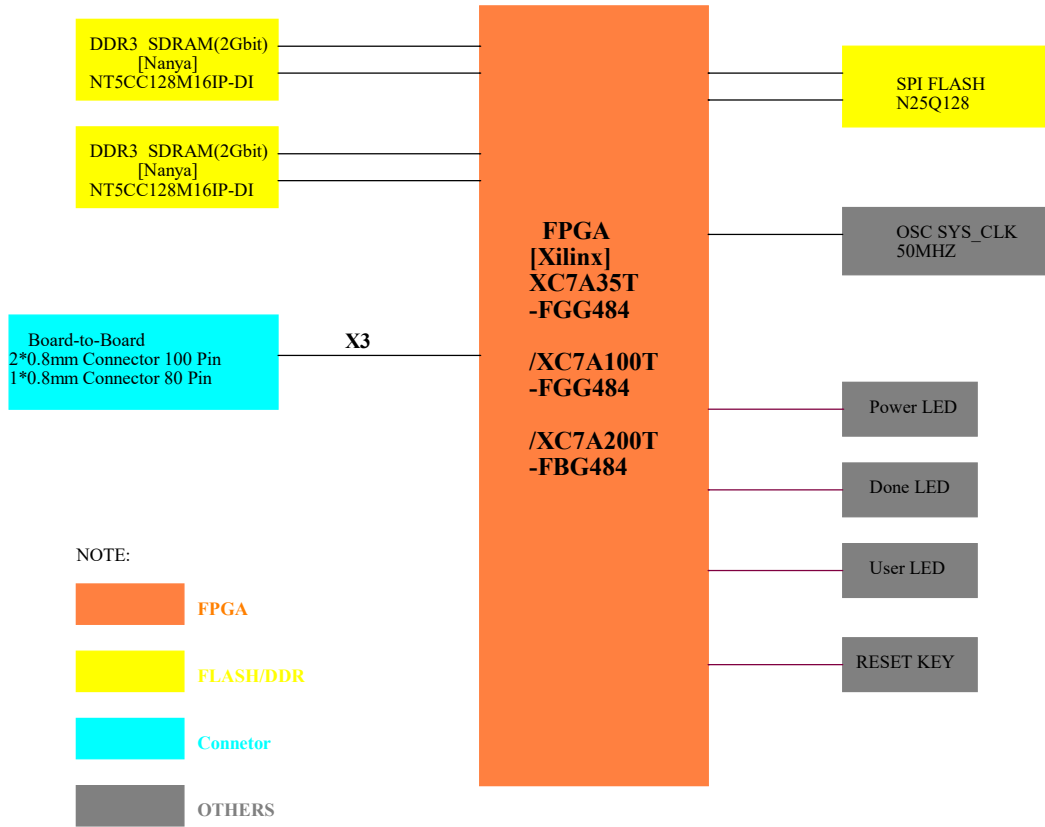 DDR3 SDRAM(2Gbit)
[Nanya]
NT5CC128M16IP-DI
DDR3 SDRAM(2Gbit)
[Nanya]
NT5CC128M16IP-DI
Board-to-Board
2*0.8mm Connector 100 Pin
1*0.8mm Connector 80 Pin
X3
FPGA
[Xilinx]
XC7A35T
-FGG484
/XC7A100T
-FGG484
/XC7A200T
-FBG484
SPI FLASH
N25Q128
OSC SYS_CLK
50MHZ
Power LED
Done LED
User LED
RESET KEY
NOTE:
FPGA
FLASH/DDR
Connetor
OTHERS